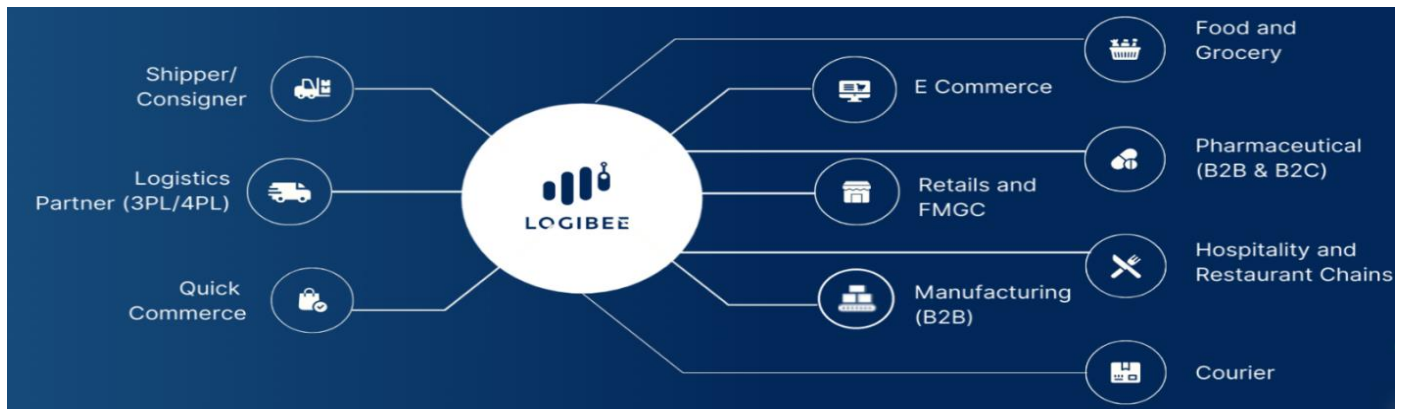 Shipper/
Consigner
Logistics
Partner (3PL/4PL)
Quick
Commerce
LOGIBEE
E Commerce
Retails and
FMGC
Manufacturing
(B2B)
Food and
Grocery
Pharmaceutical
(B2B & B2C)
Hospitality and
Restaurant Chains
Courier